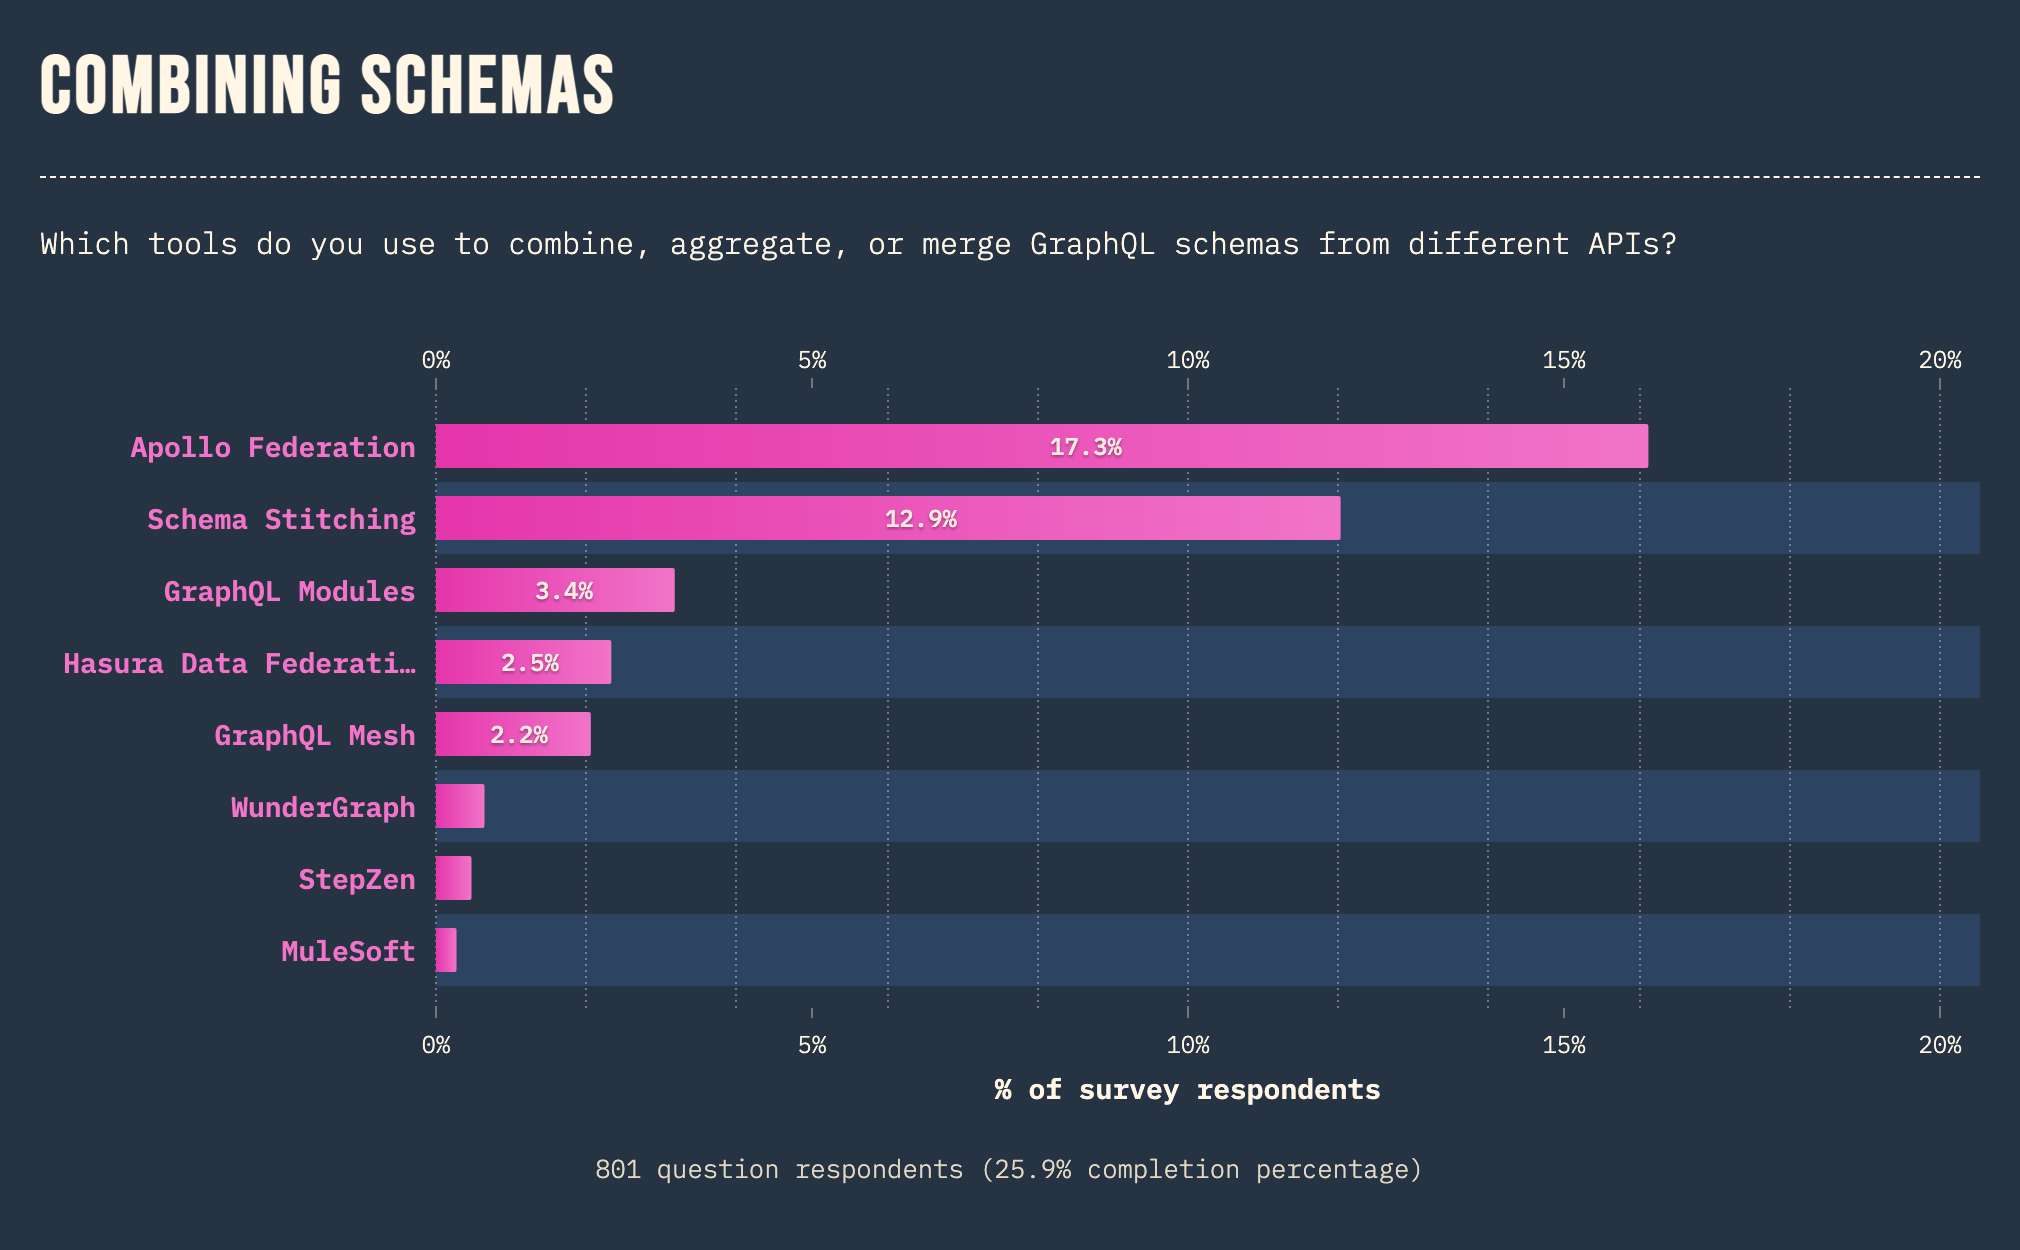 COMBINING SCHEMAS
Which tools do you use to combine, aggregate, or merge GraphQL schemas from different APIs?
0% 5% 10% 15% 20%
Apollo Federation 17.3%
Schema Stitching 12.9%
GraphQL Modules 3.4%
Hasura Data Federati… 2.5%
GraphQL Mesh 2.2%
WunderGraph
StepZen
MuleSoft
0% 5% 10% 15% 20%
% of survey respondents
801 question respondents (25.9% completion percentage)